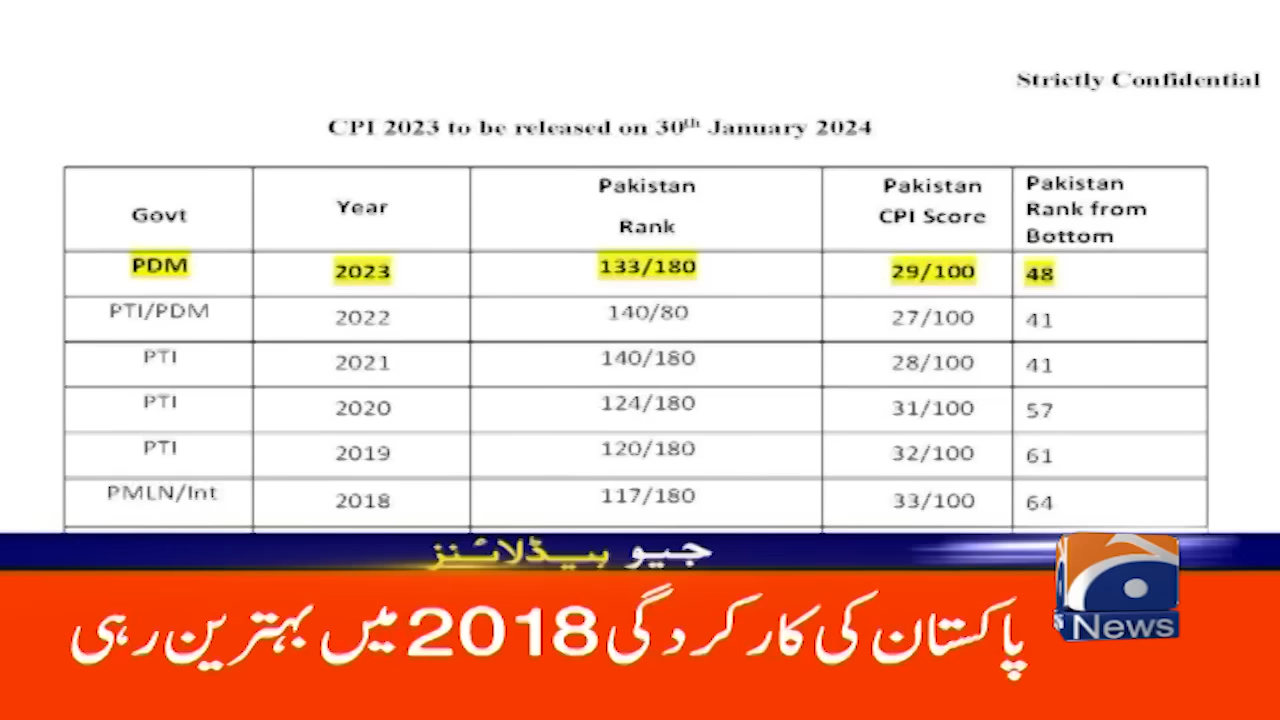 Strictly Confidential
CPI 2023 to be released on 30th January 2024
Govt Year Pakistan Rank Pakistan CPI Score Pakistan Rank from Bottom
PDM 2023 133/180 29/100 48
PTI/PDM 2022 140/80 27/100 41
PTI 2021 140/180 28/100 41
PTI 2020 124/180 31/100 57
PTI 2019 120/180 32/100 61
PMLN/Int 2018 117/180 33/100 64
جیو ہیڈلائنز
پاکستان کی کارکردگی 2018 میں بہترین رہی
News